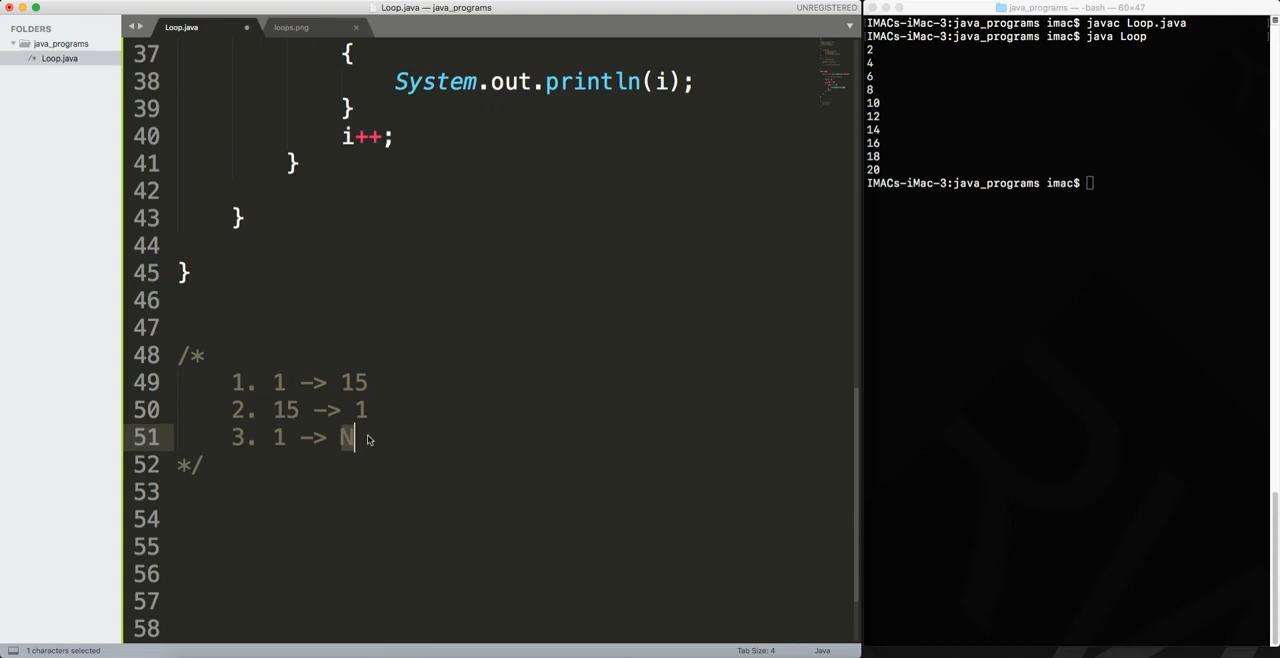 Loop.java — java_programs
UNREGISTERED
FOLDERS
java_programs
/* Loop.java
Loop.java
loops.png
37 {
38 System.out.println(i);
39 }
40 i++;
41 }
42
43 }
44
45 }
46
47
48 /*
49 1. 1 -> 15
50 2. 15 -> 1
51 3. 1 -> N
52 */
53
54
55
56
57
58
1 characters selected
Tab Size: 4
Java
java_programs — -bash — 60×47
IMACs-iMac-3:java_programs imac$ javac Loop.java
IMACs-iMac-3:java_programs imac$ java Loop
2
4
6
8
10
12
14
16
18
20
IMACs-iMac-3:java_programs imac$